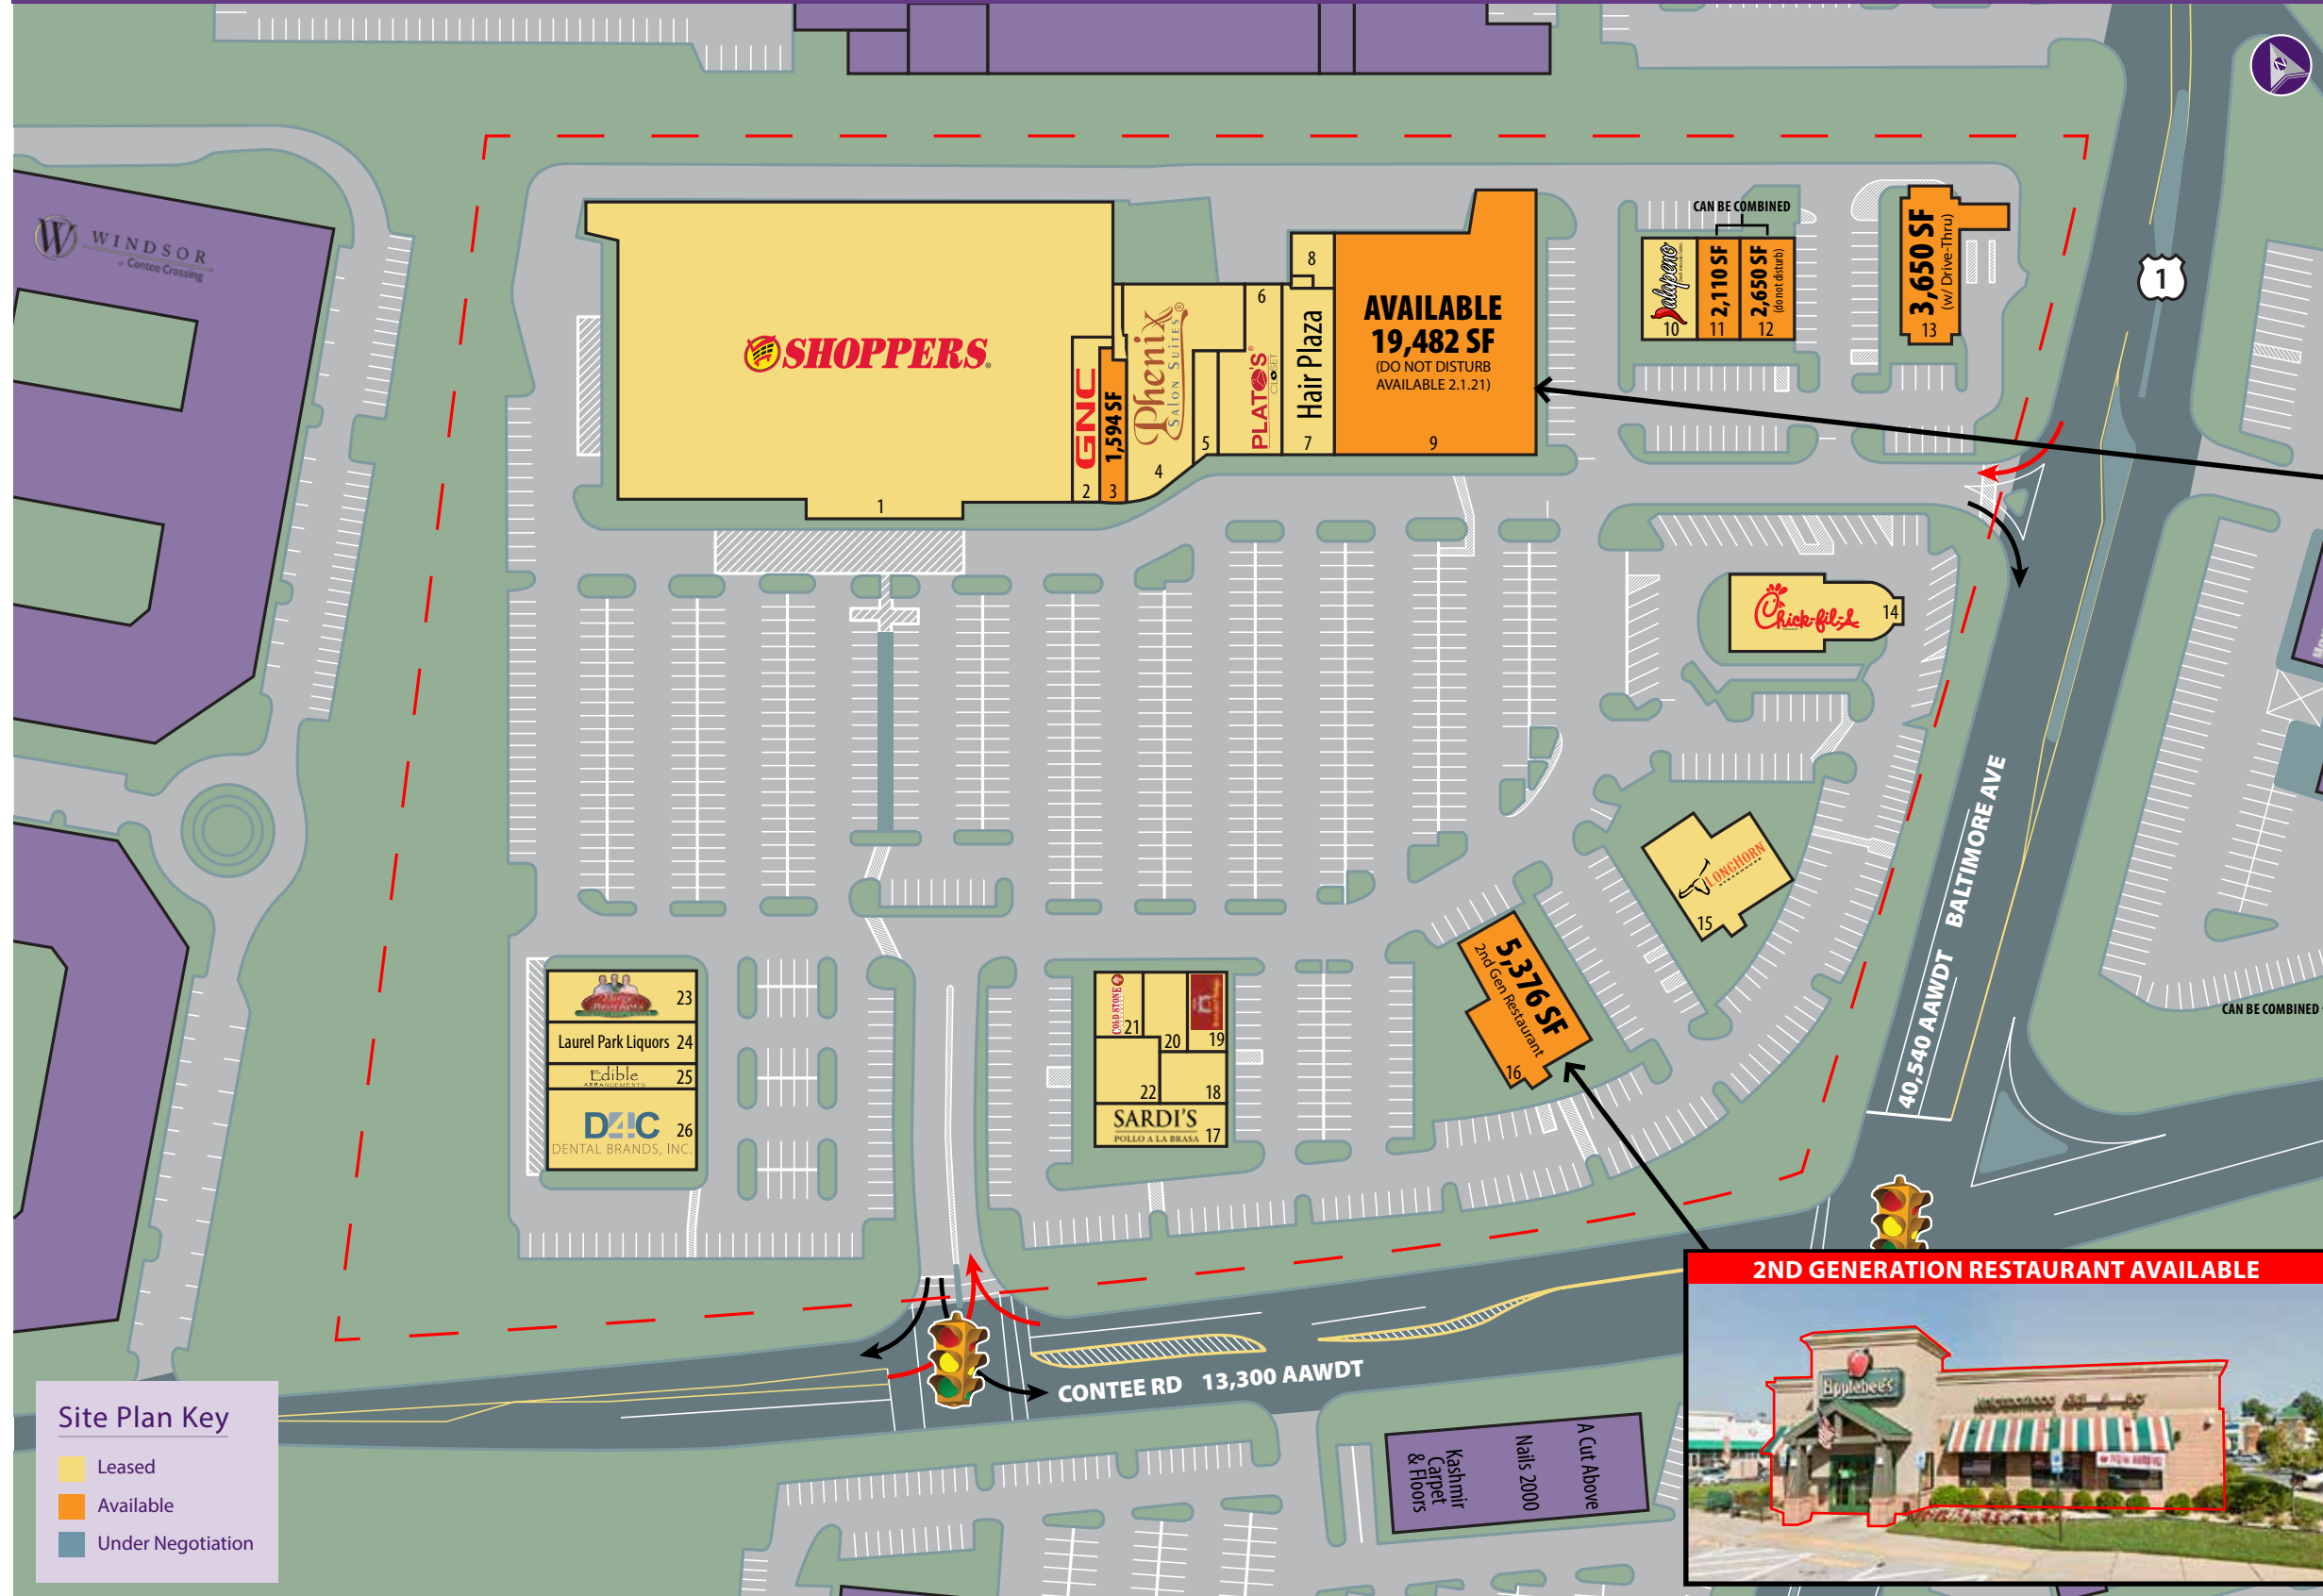 WINDSOR
at Contee Crossing
SHOPPERS
1
GNC
2
1,594 SF
3
Phenix
SALON SUITES
4
5
6
PLATO'S
CLOSET
Hair Plaza
7
8
AVAILABLE
19,482 SF
(DO NOT DISTURB
AVAILABLE 2.1.21)
9
CAN BE COMBINED
Jalapeno
10
2,110 SF
11
2,650 SF
(do not disturb)
12
3,650 SF
(w/ Drive-Thru)
13
1
Chick-fil-A
14
LONGHORN
STEAKHOUSE
15
5,376 SF
2nd Gen Restaurant
16
40,540 AAWDT BALTIMORE AVE
CAN BE COMBINED
23
Laurel Park Liquors 24
Edible
ARRANGEMENTS
25
D4C
DENTAL BRANDS, INC.
26
COLD STONE
21
20
19
22
18
SARDI'S
POLLO A LA BRASA
17
CONTEE RD 13,300 AAWDT
Kashmir
Carpet
& Floors
Nails 2000
A Cut Above
2ND GENERATION RESTAURANT AVAILABLE
Applebee's
NOW HIRING
Site Plan Key
Leased
Available
Under Negotiation